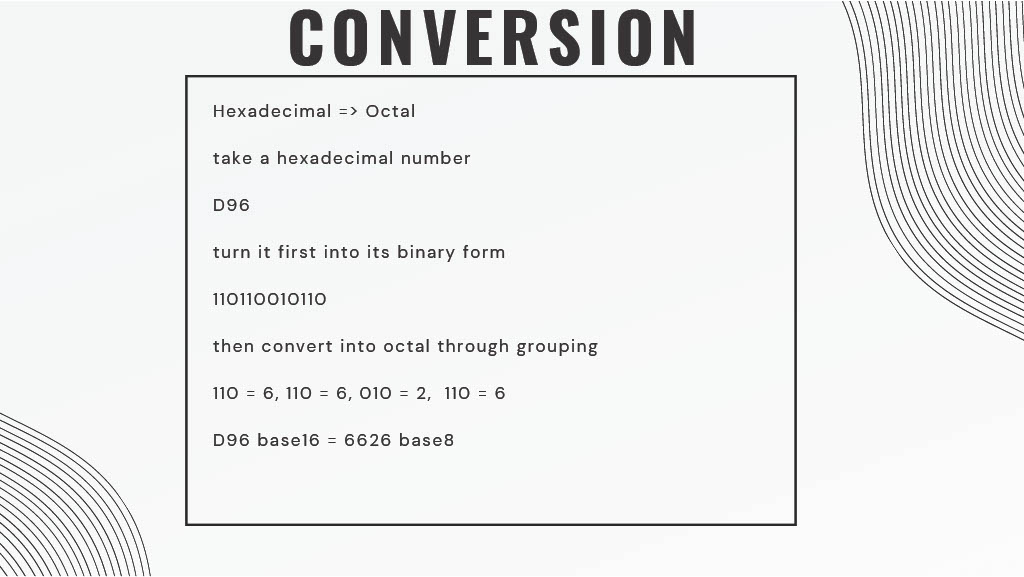 CONVERSION
Hexadecimal => Octal
take a hexadecimal number
D96
turn it first into its binary form
110110010110
then convert into octal through grouping
110 = 6, 110 = 6, 010 = 2,  110 = 6
D96 base16 = 6626 base8